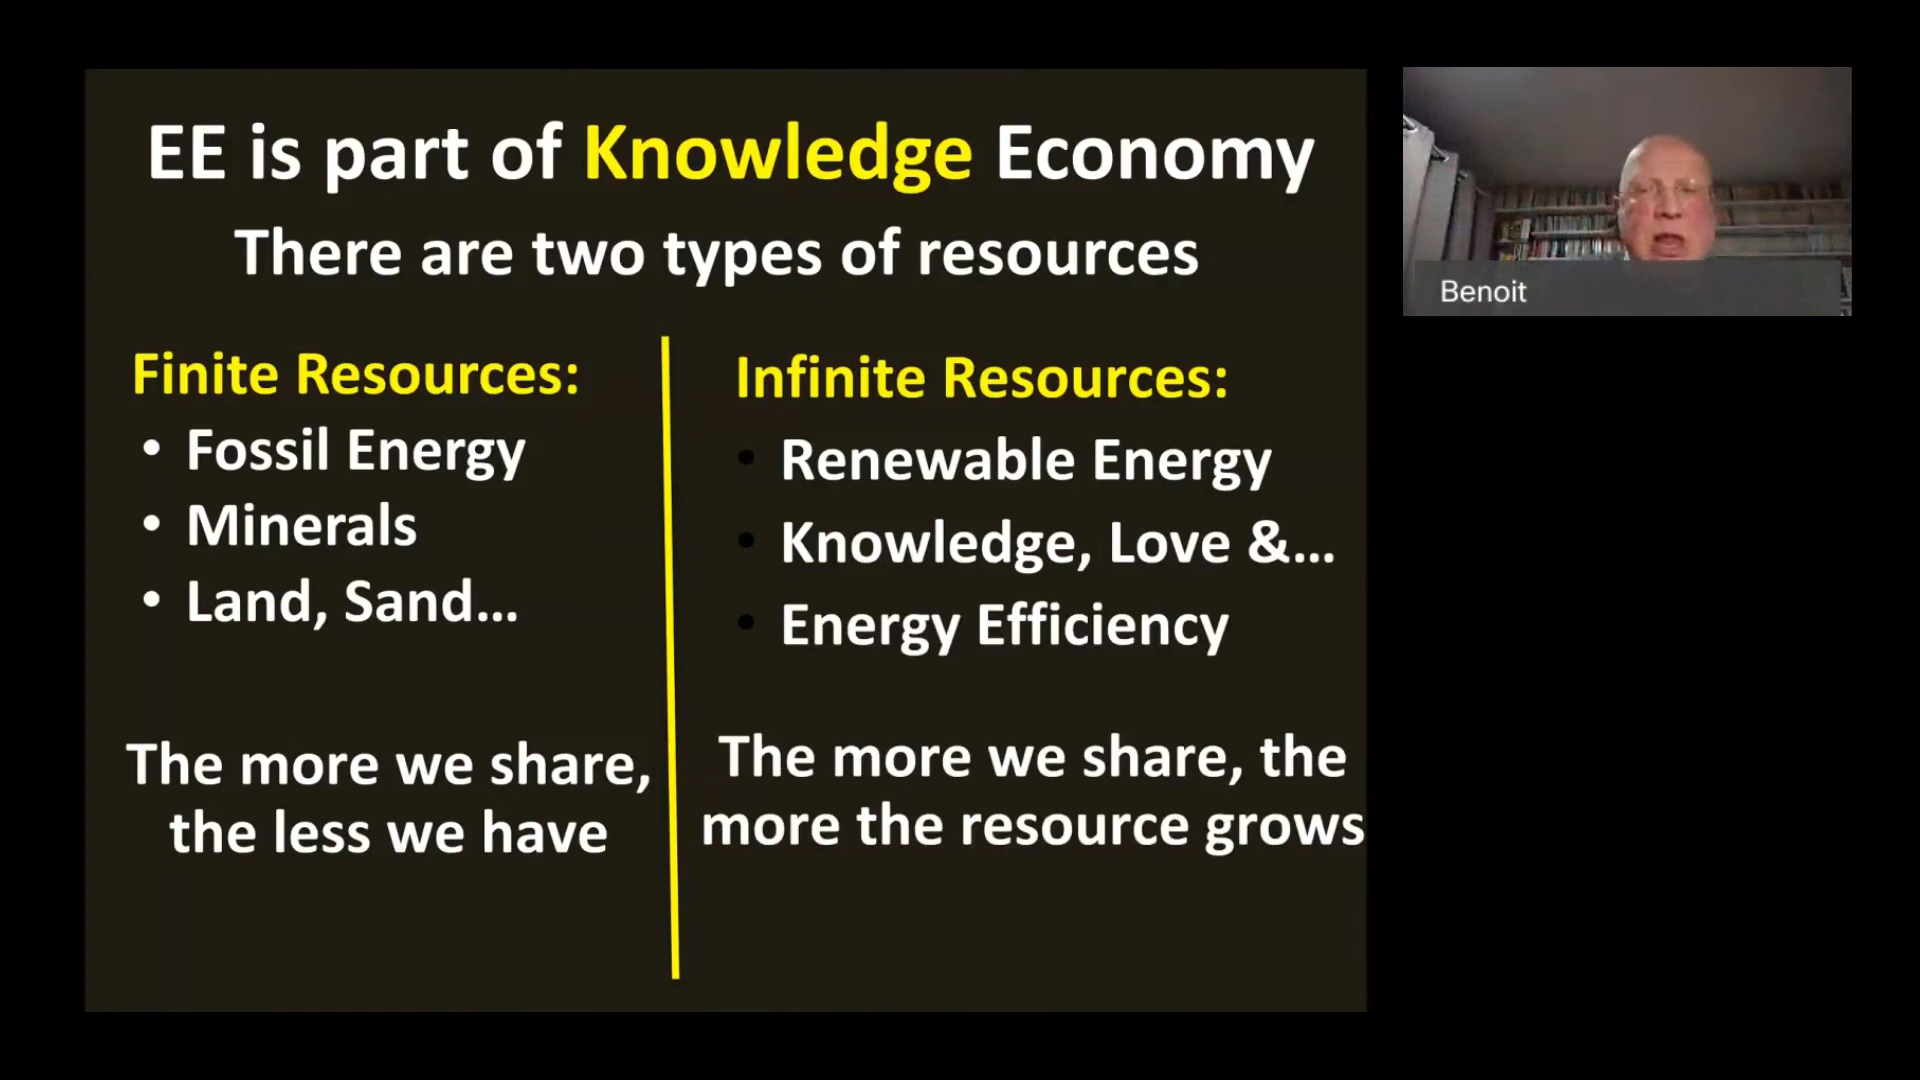 EE is part of Knowledge Economy
There are two types of resources
Finite Resources:
• Fossil Energy
• Minerals
• Land, Sand...
The more we share,
the less we have
Infinite Resources:
• Renewable Energy
• Knowledge, Love &...
• Energy Efficiency
The more we share, the
more the resource grows
Benoit